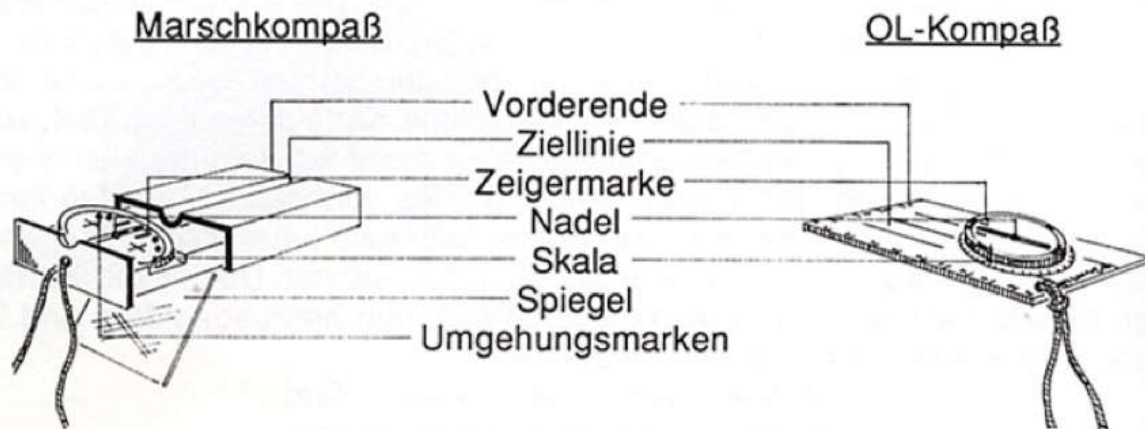 Marschkompaß OL-Kompaß
Vorderende
Ziellinie
Zeigermarke
Nadel
Skala
Spiegel
Umgehungsmarken